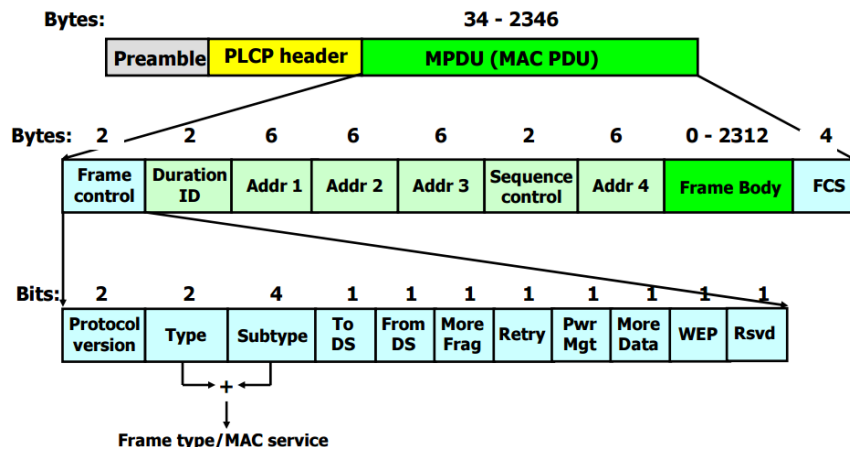 Bytes: 34 - 2346
Preamble PLCP header MPDU (MAC PDU)
Bytes: 2 2 6 6 6 2 6 0 - 2312 4
Frame control Duration ID Addr 1 Addr 2 Addr 3 Sequence control Addr 4 Frame Body FCS
Bits: 2 2 4 1 1 1 1 1 1 1 1
Protocol version Type Subtype To DS From DS More Frag Retry Pwr Mgt More Data WEP Rsvd
+
Frame type/MAC service